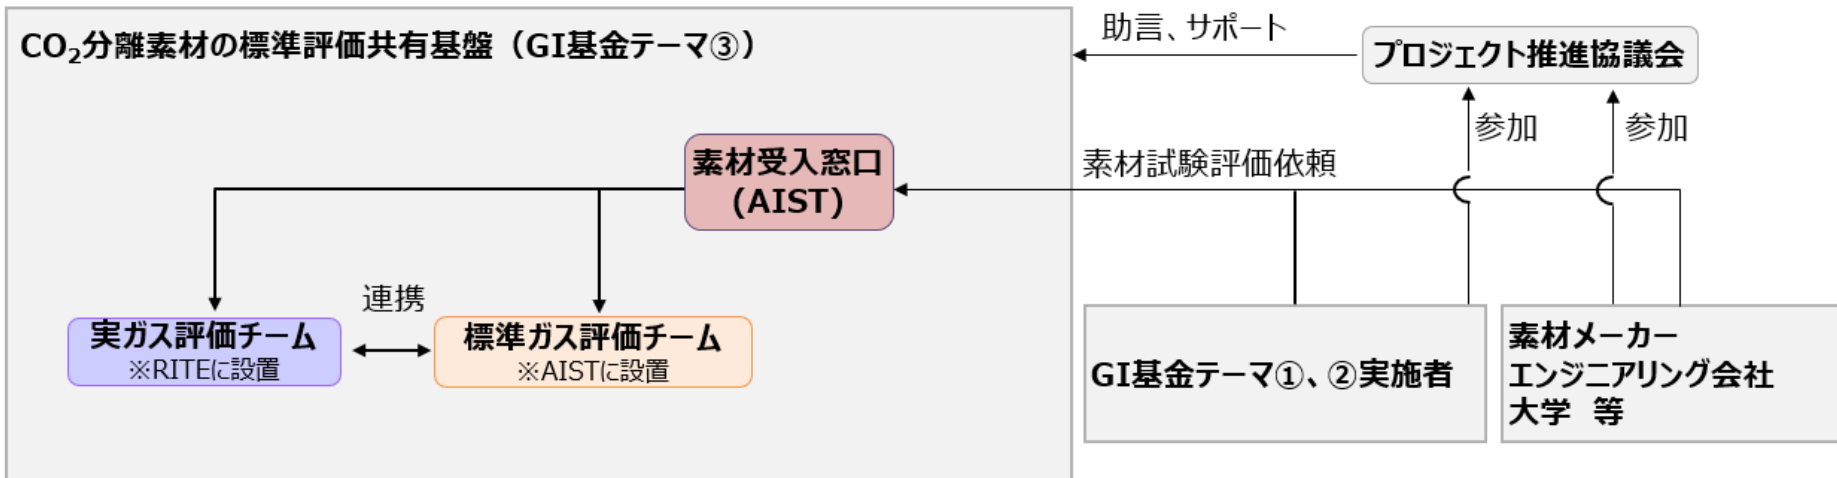 CO₂分離素材の標準評価共有基盤（GI基金テーマ③）
助言、サポート
プロジェクト推進協議会
参加
参加
素材受入窓口
(AIST)
素材試験評価依頼
連携
実ガス評価チーム
※RITEに設置
標準ガス評価チーム
※AISTに設置
GI基金テーマ①、②実施者
素材メーカー
エンジニアリング会社
大学 等